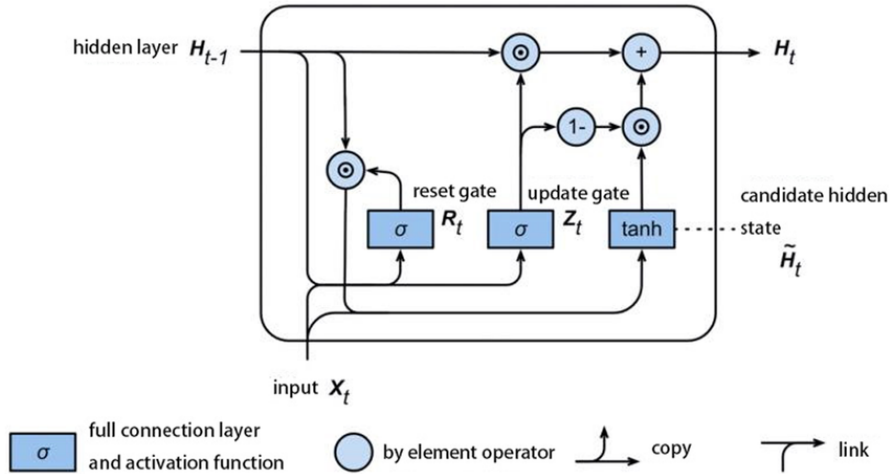 hidden layer H_{t-1}
⊙
+
H_t
1-
⊙
⊙
reset gate
update gate
candidate hidden
σ
R_t
σ
Z_t
tanh
state
H̃_t
input X_t
σ
full connection layer
and activation function
by element operator
copy
link